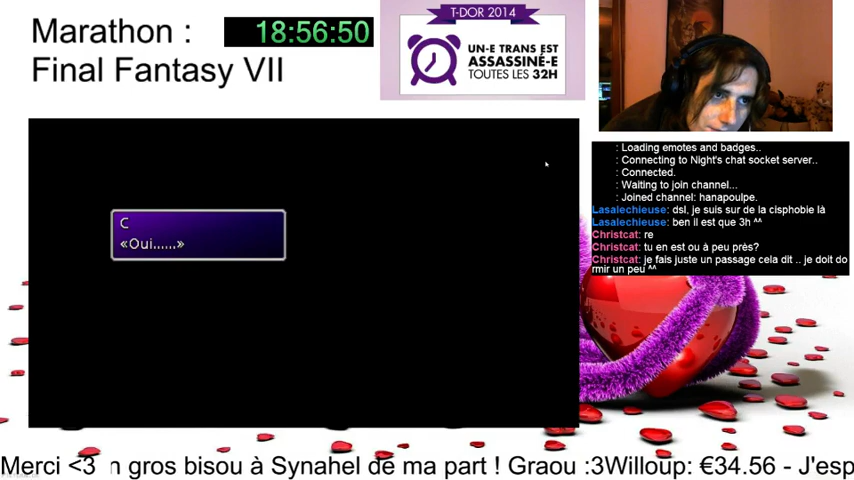 Marathon :
Final Fantasy VII
18:56:50
T-DOR 2014
UN-E TRANS EST
ASSASSINÉ-E
TOUTES LES 32H
: Loading emotes and badges..
: Connecting to Night's chat socket server..
: Connected.
: Waiting to join channel...
: Joined channel: hanapoulpe.
Lasalechieuse: dsl, je suis sur de la cisphobie là
Lasalechieuse: ben il est que 3h ^^
Christcat: re
Christcat: tu en est ou à peu près?
Christcat: je fais juste un passage cela dit .. je doit do
rmir un peu ^^
C
«Oui......»
Merci <3 n gros bisou à Synahel de ma part ! Graou :3Willoup: €34.56 - J'esp